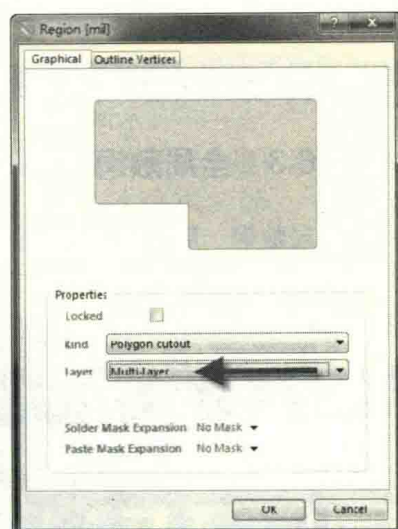 Region [mil]
? X
Graphical Outline Vertices
Properties
Locked
Kind Polygon cutout
Layer Multi-Layer
Solder Mask Expansion No Mask
Paste Mask Expansion No Mask
OK Cancel